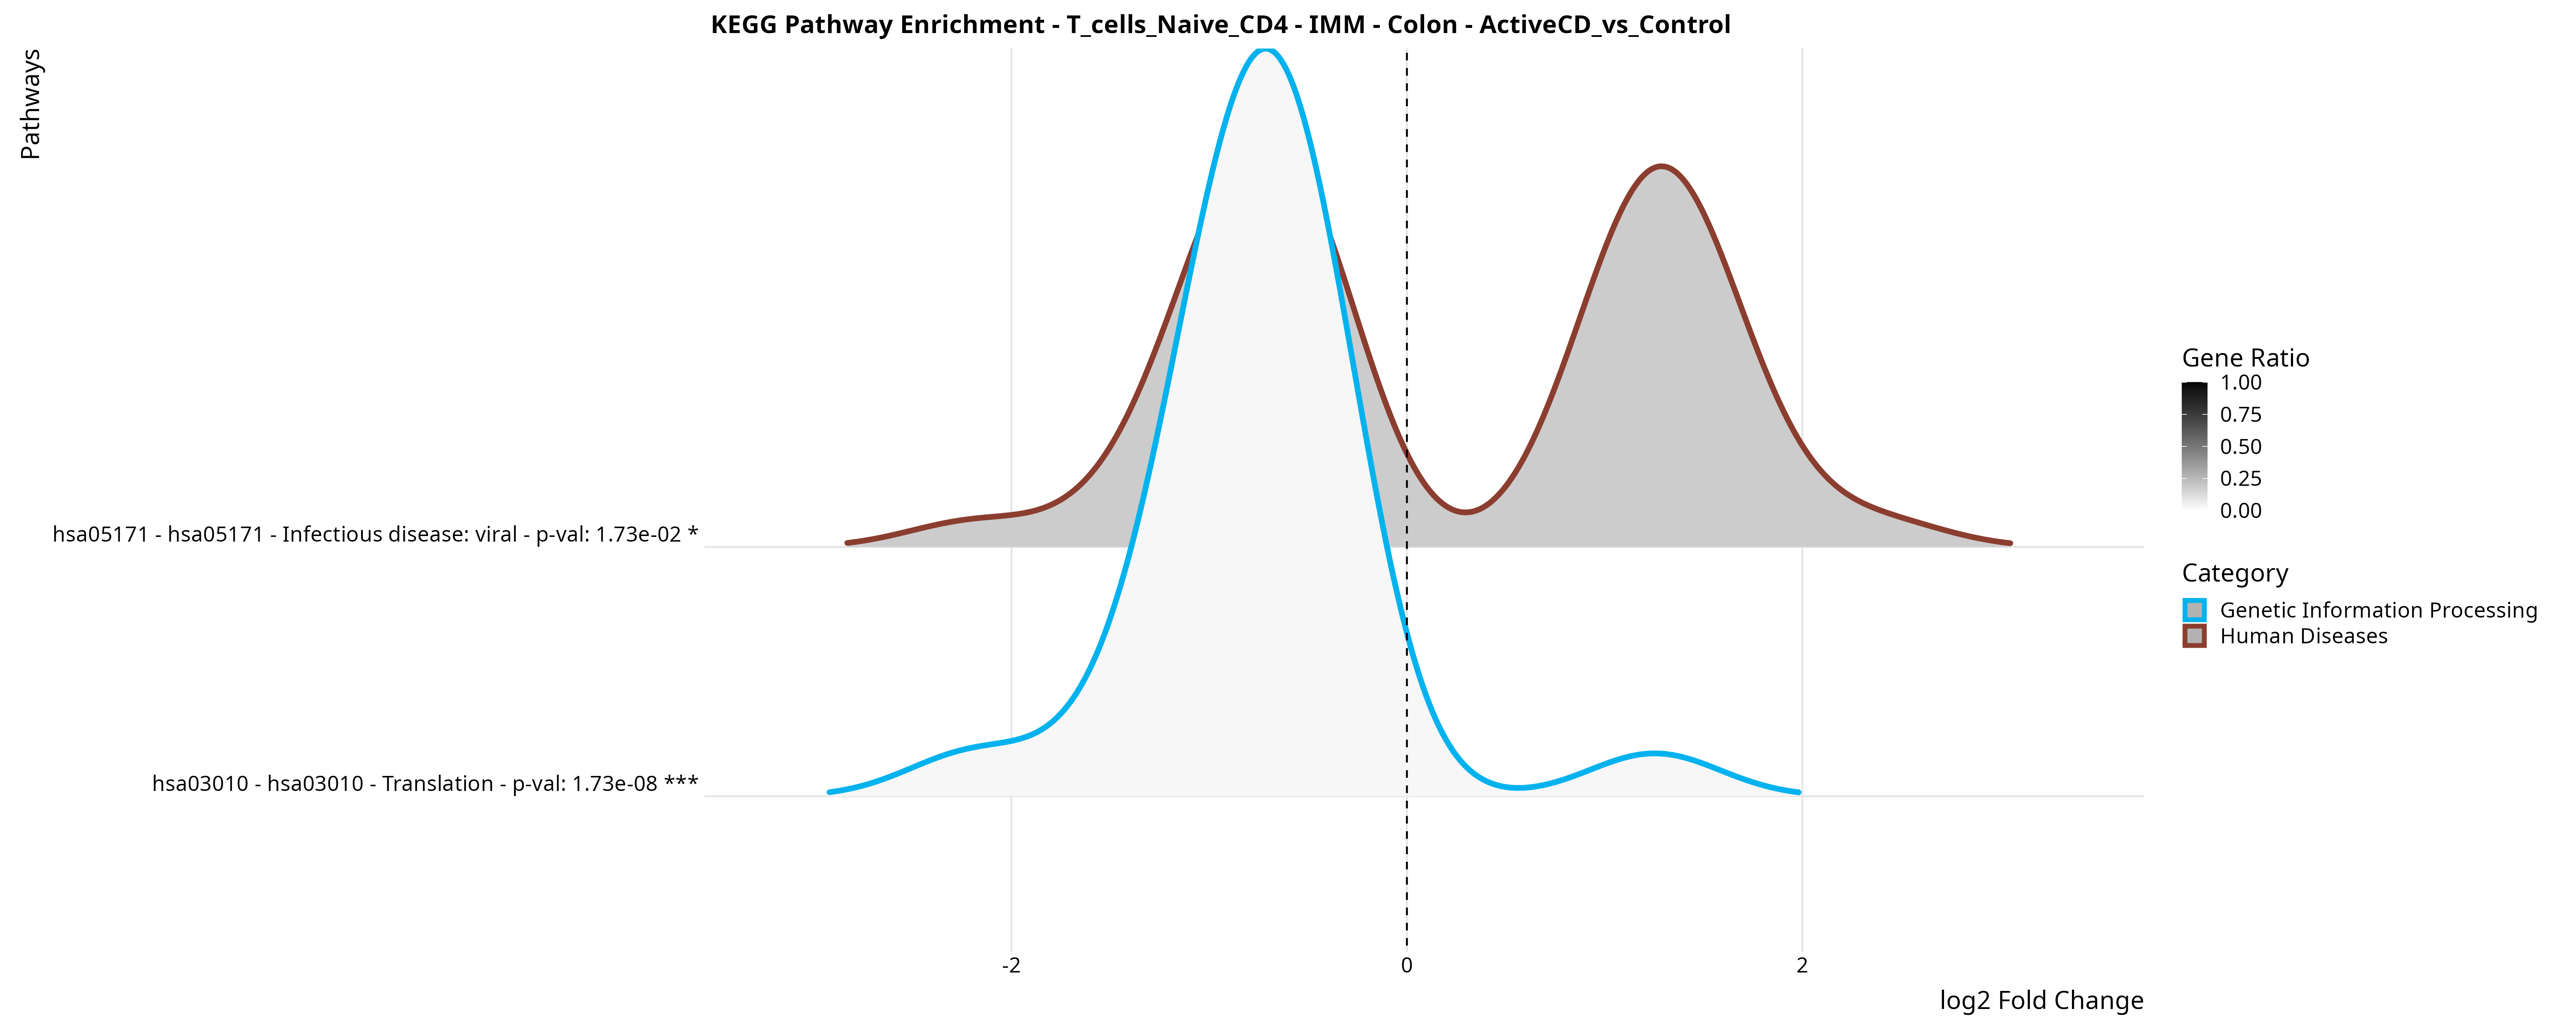 KEGG Pathway Enrichment - T_cells_Naive_CD4 - IMM - Colon - ActiveCD_vs_Control
Pathways
hsa05171 - hsa05171 - Infectious disease: viral - p-val: 1.73e-02 *
hsa03010 - hsa03010 - Translation - p-val: 1.73e-08 ***
-2
0
2
log2 Fold Change
Gene Ratio
1.00
0.75
0.50
0.25
0.00
Category
Genetic Information Processing
Human Diseases